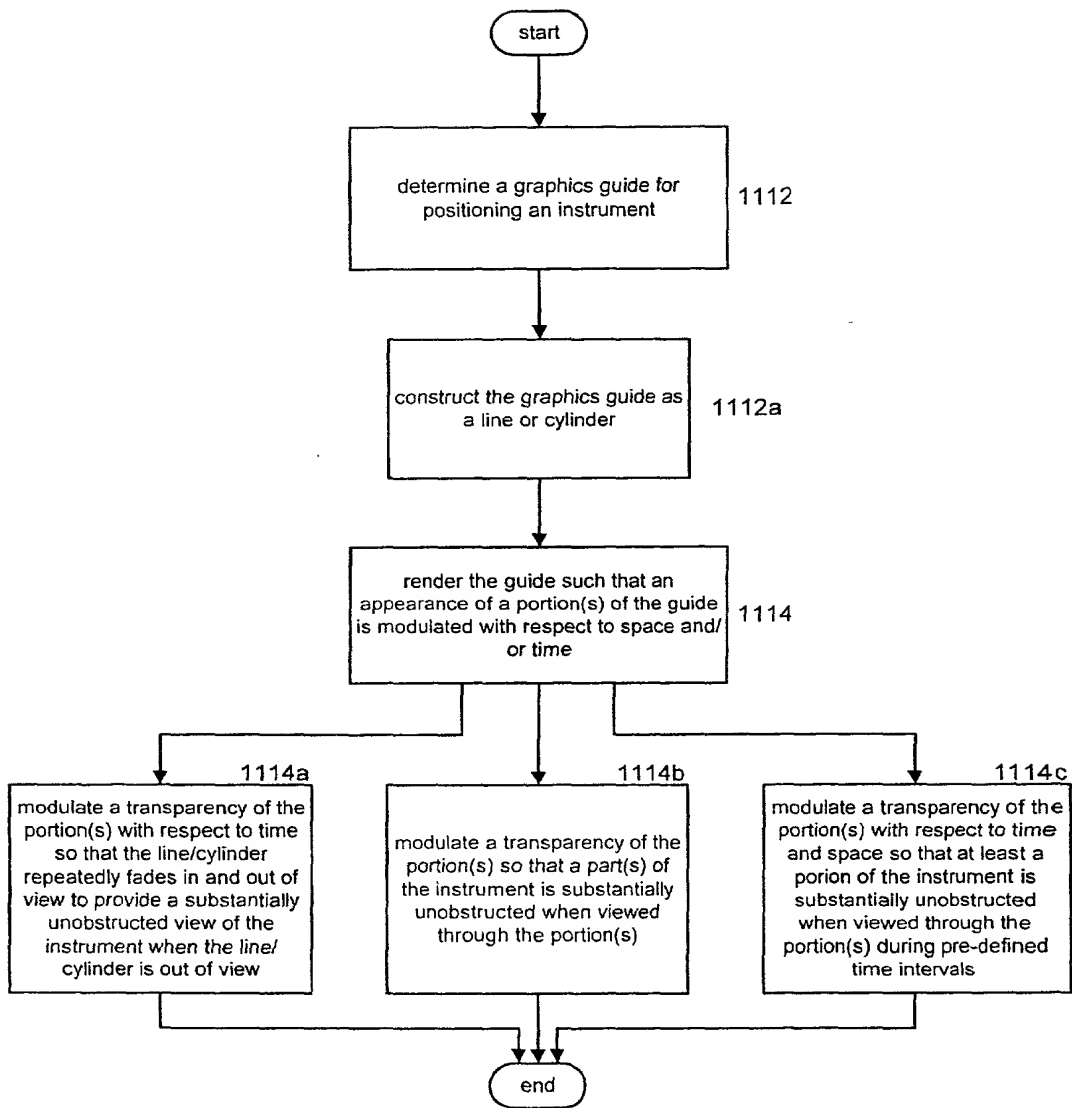 start
determine a graphics guide for
positioning an instrument
1112
construct the graphics guide as
a line or cylinder
1112a
render the guide such that an
appearance of a portion(s) of the guide
is modulated with respect to space and/
or time
1114
1114a
modulate a transparency of the
portion(s) with respect to time
so that the line/cylinder
repeatedly fades in and out of
view to provide a substantially
unobstructed view of the
instrument when the line/
cylinder is out of view
1114b
modulate a transparency of the
portion(s) so that a part(s) of
the instrument is substantially
unobstructed when viewed
through the portion(s)
1114c
modulate a transparency of the
portion(s) with respect to time
and space so that at least a
porion of the instrument is
substantially unobstructed
when viewed through the
portion(s) during pre-defined
time intervals
end